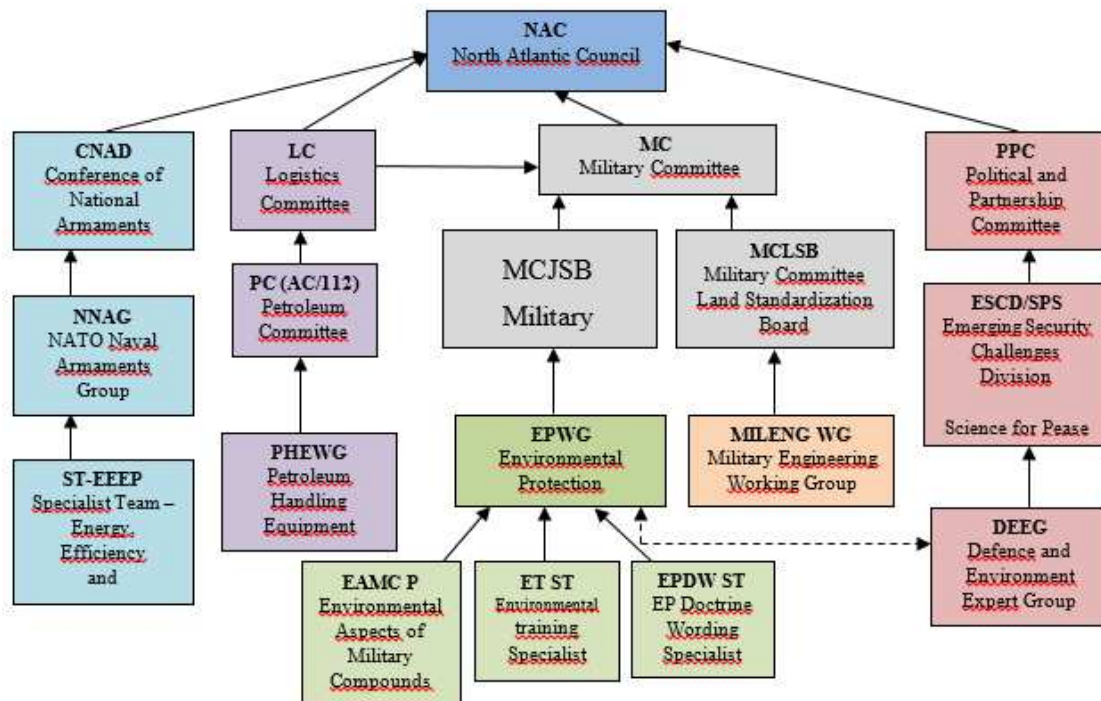 NAC
North Atlantic Council
CNAD
Conference of
National
Armaments
LC
Logistics
Committee
MC
Military Committee
PPC
Political and
Partnership
Committee
PC (AC/112)
Petroleum
Committee
MCJSB
Military
MCLSB
Military Committee
Land Standardization
Board
NNAG
NATO Naval
Armaments
Group
ESCD/SPS
Emerging Security
Challenges
Division
Science for Pease
PHEWG
Petroleum
Handling
Equipment
EPWG
Environmental
Protection
MILENG WG
Military Engineering
Working Group
ST-EEEP
Specialist Team –
Energy,
Efficiency
and
DEEG
Defence and
Environment
Expert Group
EAMC P
Environmental
Aspects of
Military
Compounds
ET ST
Environmental
training
Specialist
EPDW ST
EP Doctrine
Wording
Specialist